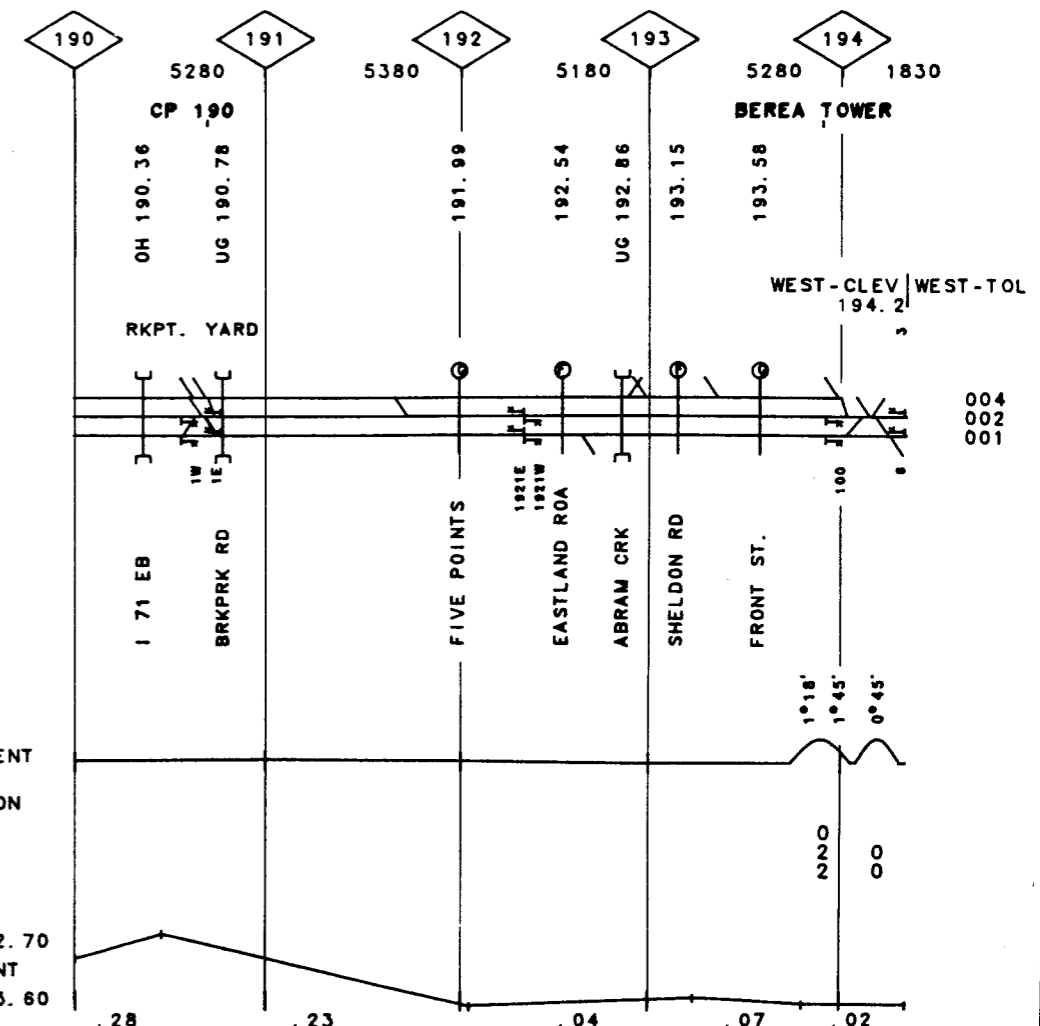 190 191 192 193 194
5280 5380 5180 5280 1830
CP 190 BEREA TOWER
OH 190.36
UG 190.78
191.99
192.54
UG 192.86
193.15
193.58
WEST-CLEV WEST-TOL
194.2
3
RKPT. YARD
004
002
001
1W
1E
1921E
1921W
100
8
I 71 EB
BRKPRK RD
FIVE POINTS
EASTLAND ROA
ABRAM CRK
SHELDON RD
FRONT ST.
1°18'
1°45'
0°45'
ENT
ON
0
2 0
2 0
2.70
NT
3.60
.28 .23 .04 .07 .02